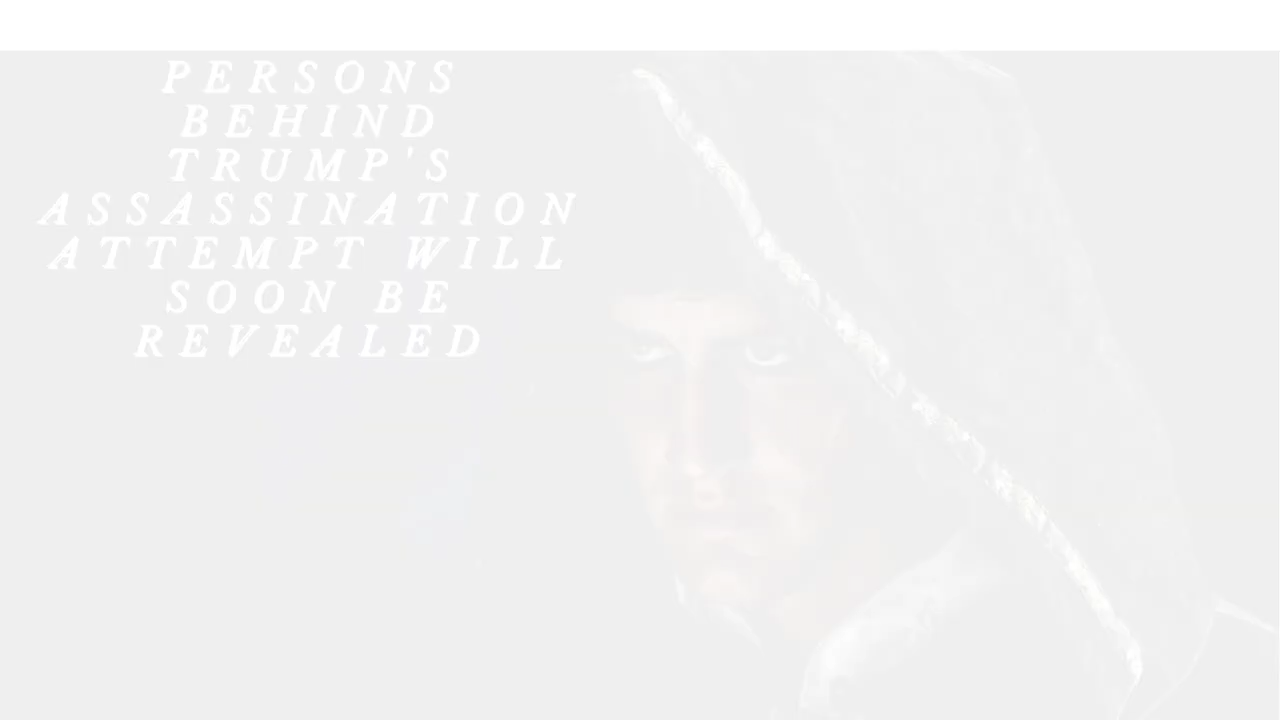 PERSONS
BEHIND
TRUMP'S
ASSASSINATION
ATTEMPT WILL
SOON BE
REVEALED